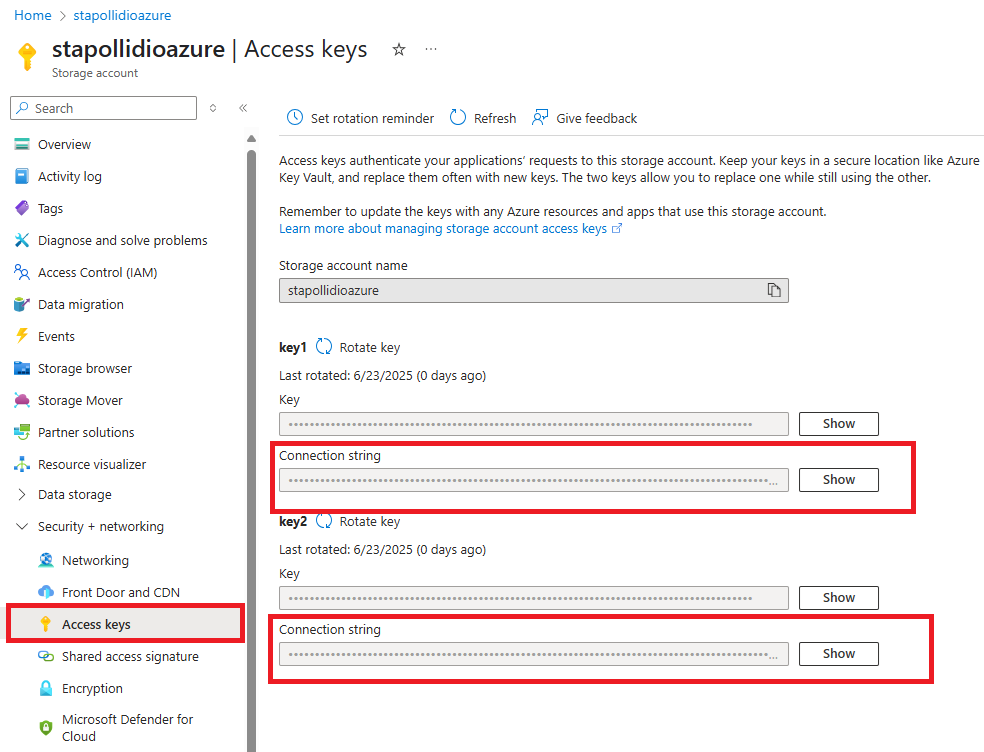 Home > stapollidioazure
stapollidioazure | Access keys
Storage account
Search
Overview
Activity log
Tags
Diagnose and solve problems
Access Control (IAM)
Data migration
Events
Storage browser
Storage Mover
Partner solutions
Resource visualizer
Data storage
Security + networking
Networking
Front Door and CDN
Access keys
Shared access signature
Encryption
Microsoft Defender for
Cloud
Set rotation reminder Refresh Give feedback
Access keys authenticate your applications' requests to this storage account. Keep your keys in a secure location like Azure
Key Vault, and replace them often with new keys. The two keys allow you to replace one while still using the other.
Remember to update the keys with any Azure resources and apps that use this storage account.
Learn more about managing storage account access keys
Storage account name
stapollidioazure
key1 Rotate key
Last rotated: 6/23/2025 (0 days ago)
Key
Show
Connection string
Show
key2 Rotate key
Last rotated: 6/23/2025 (0 days ago)
Key
Show
Connection string
Show